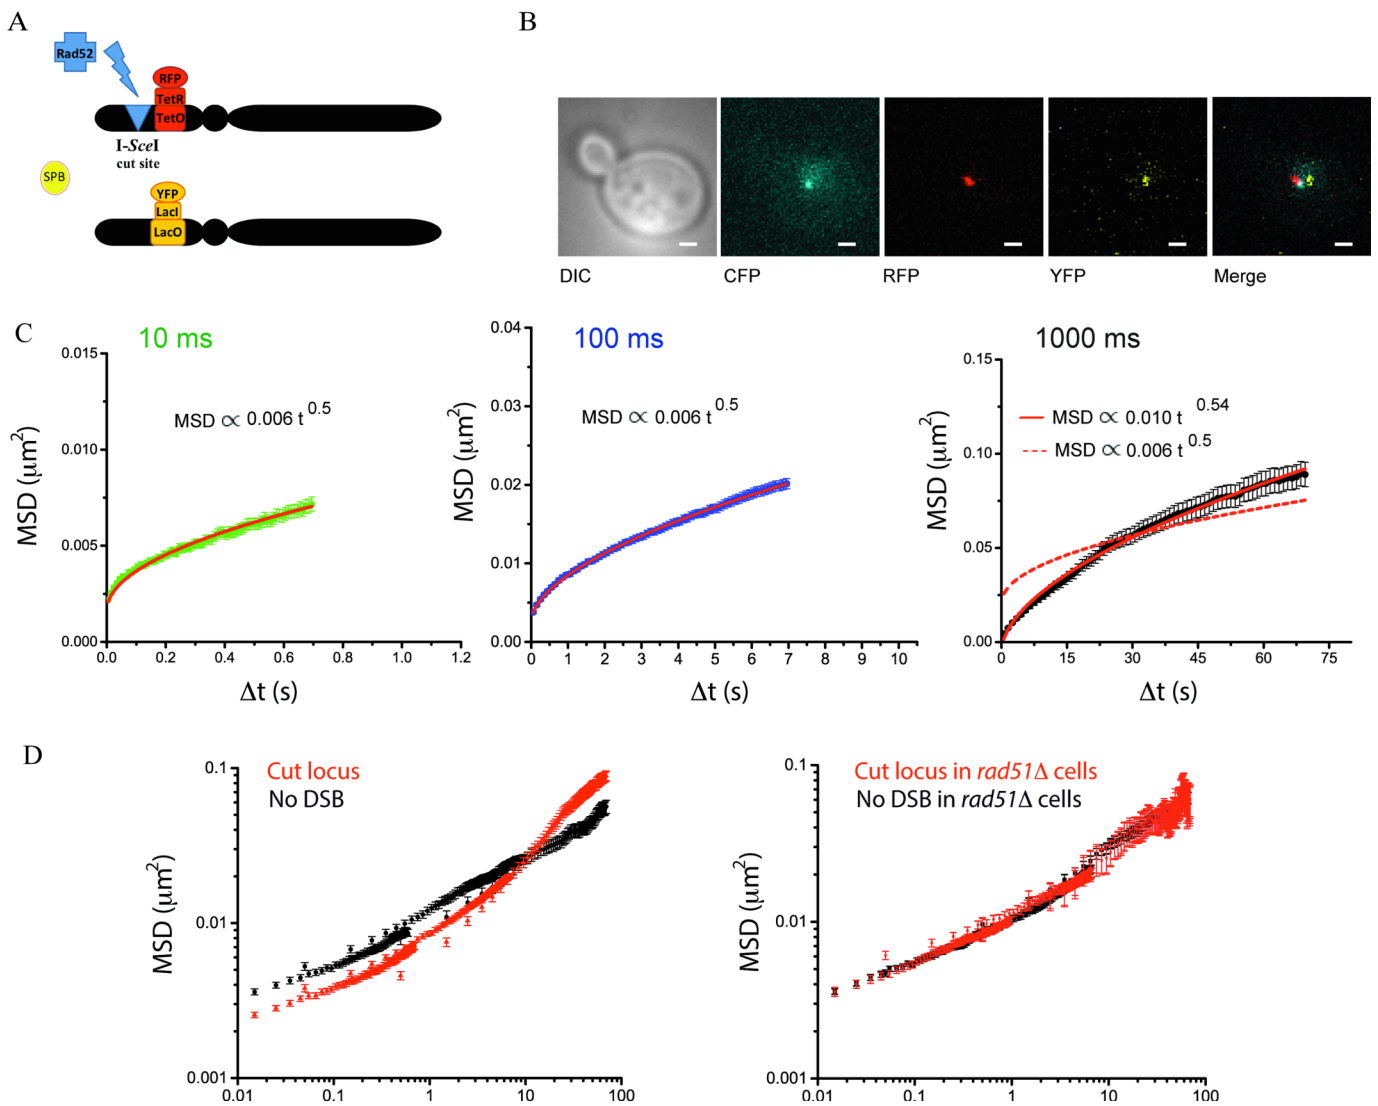 A
Rad52
RFP
TetR
TetO
I-SceI
cut site
SPB
YFP
LacI
LacO
B
DIC
CFP
RFP
YFP
Merge
C
10 ms
MSD (μm²)
0.015
0.010
0.005
0.000
MSD ∝ 0.006 t^0.5
0.0 0.2 0.4 0.6 0.8 1.0 1.2
Δt (s)
100 ms
MSD (μm²)
0.04
0.03
0.02
0.01
0.00
MSD ∝ 0.006 t^0.5
0 1 2 3 4 5 6 7 8 9 10
Δt (s)
1000 ms
MSD (μm²)
0.15
0.10
0.05
0.00
MSD ∝ 0.010 t^0.54
MSD ∝ 0.006 t^0.5
0 15 30 45 60 75
Δt (s)
D
Cut locus
No DSB
MSD (μm²)
0.1
0.01
0.001
0.01 0.1 1 10 100
Cut locus in rad51Δ cells
No DSB in rad51Δ cells
MSD (μm²)
0.1
0.01
0.001
0.01 0.1 1 10 100